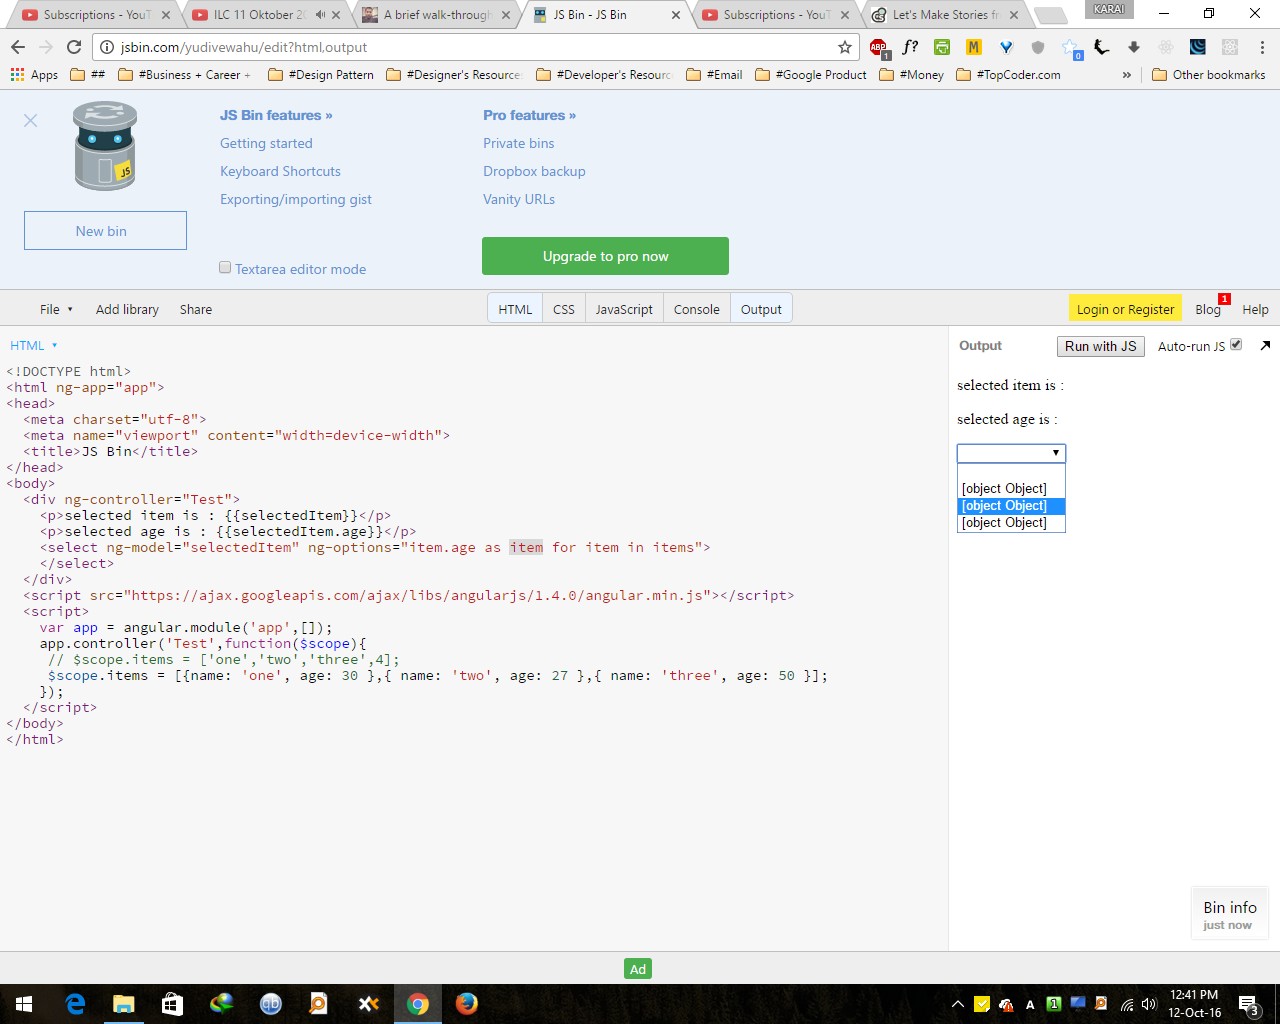 Subscriptions - YouT
ILC 11 Oktober 20
A brief walk-through
JS Bin - JS Bin
Subscriptions - YouT
Let's Make Stories fr
KARAI
jsbin.com/yudivewahu/edit?html,output
Apps
##
#Business + Career +
#Design Pattern
#Designer's Resource
#Developer's Resourc
#Email
#Google Product
#Money
#TopCoder.com
»
Other bookmarks
JS Bin features »
Getting started
Keyboard Shortcuts
Exporting/importing gist
Textarea editor mode
Pro features »
Private bins
Dropbox backup
Vanity URLs
Upgrade to pro now
JS
New bin
File
Add library
Share
HTML
CSS
JavaScript
Console
Output
Login or Register
Blog
1
Help
HTML
<!DOCTYPE html>
<html ng-app="app">
<head>
<meta charset="utf-8">
<meta name="viewport" content="width=device-width">
<title>JS Bin</title>
</head>
<body>
<div ng-controller="Test">
<p>selected item is : {{selectedItem}}</p>
<p>selected age is : {{selectedItem.age}}</p>
<select ng-model="selectedItem" ng-options="item.age as item for item in items">
</select>
</div>
<script src="https://ajax.googleapis.com/ajax/libs/angularjs/1.4.0/angular.min.js"></script>
<script>
var app = angular.module('app',[]);
app.controller('Test',function($scope){
// $scope.items = ['one','two','three',4];
$scope.items = [{name: 'one', age: 30 },{ name: 'two', age: 27 },{ name: 'three', age: 50 }];
});
</script>
</body>
</html>
Output
Run with JS
Auto-run JS
selected item is :
selected age is :
[object Object]
[object Object]
[object Object]
Bin info
just now
Ad
12:41 PM
12-Oct-16
3